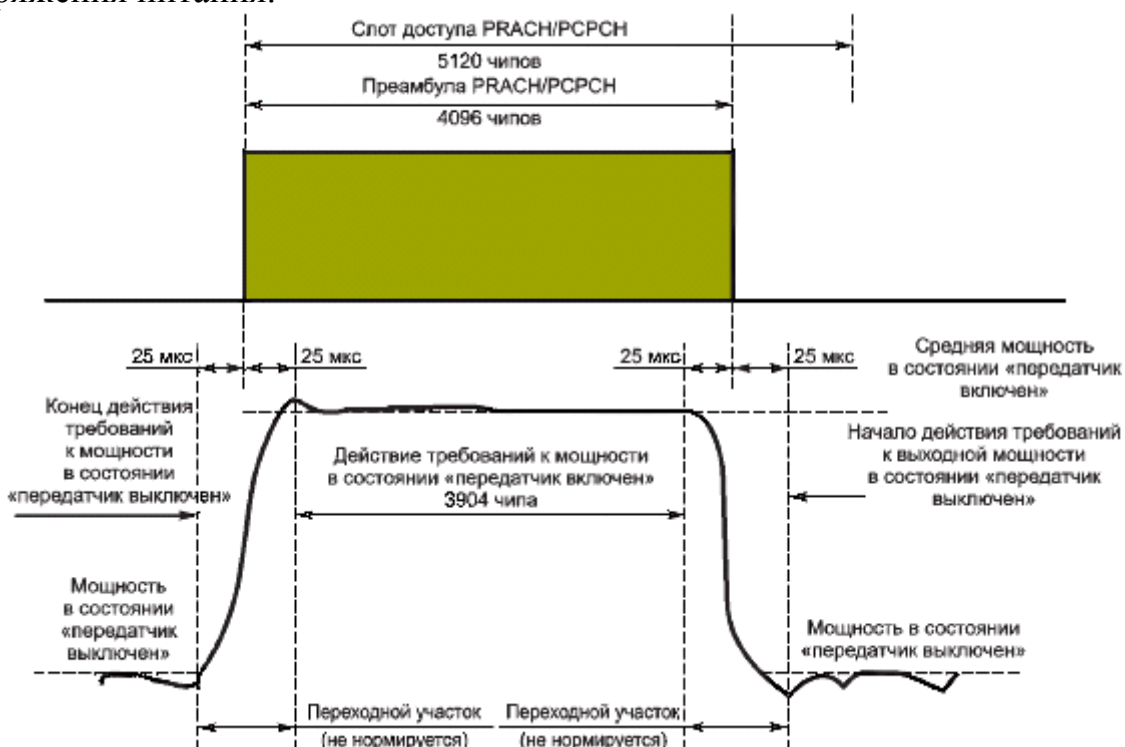 Слот доступа PRACH/PCPCH
5120 чипов
Преамбула PRACH/PCPCH
4096 чипов
25 мкс
25 мкс
25 мкс
25 мкс
Средняя мощность
в состоянии «передатчик
включен»
Конец действия
требований
к мощности
в состоянии
«передатчик выключен»
Действие требований к мощности
в состоянии «передатчик включен»
3904 чипа
Начало действия требований
к выходной мощности
в состоянии «передатчик
выключен»
Мощность
в состоянии
«передатчик
выключен»
Мощность в состоянии
«передатчик выключен»
Переходной участок
(не нормируется)
Переходной участок
(не нормируется)